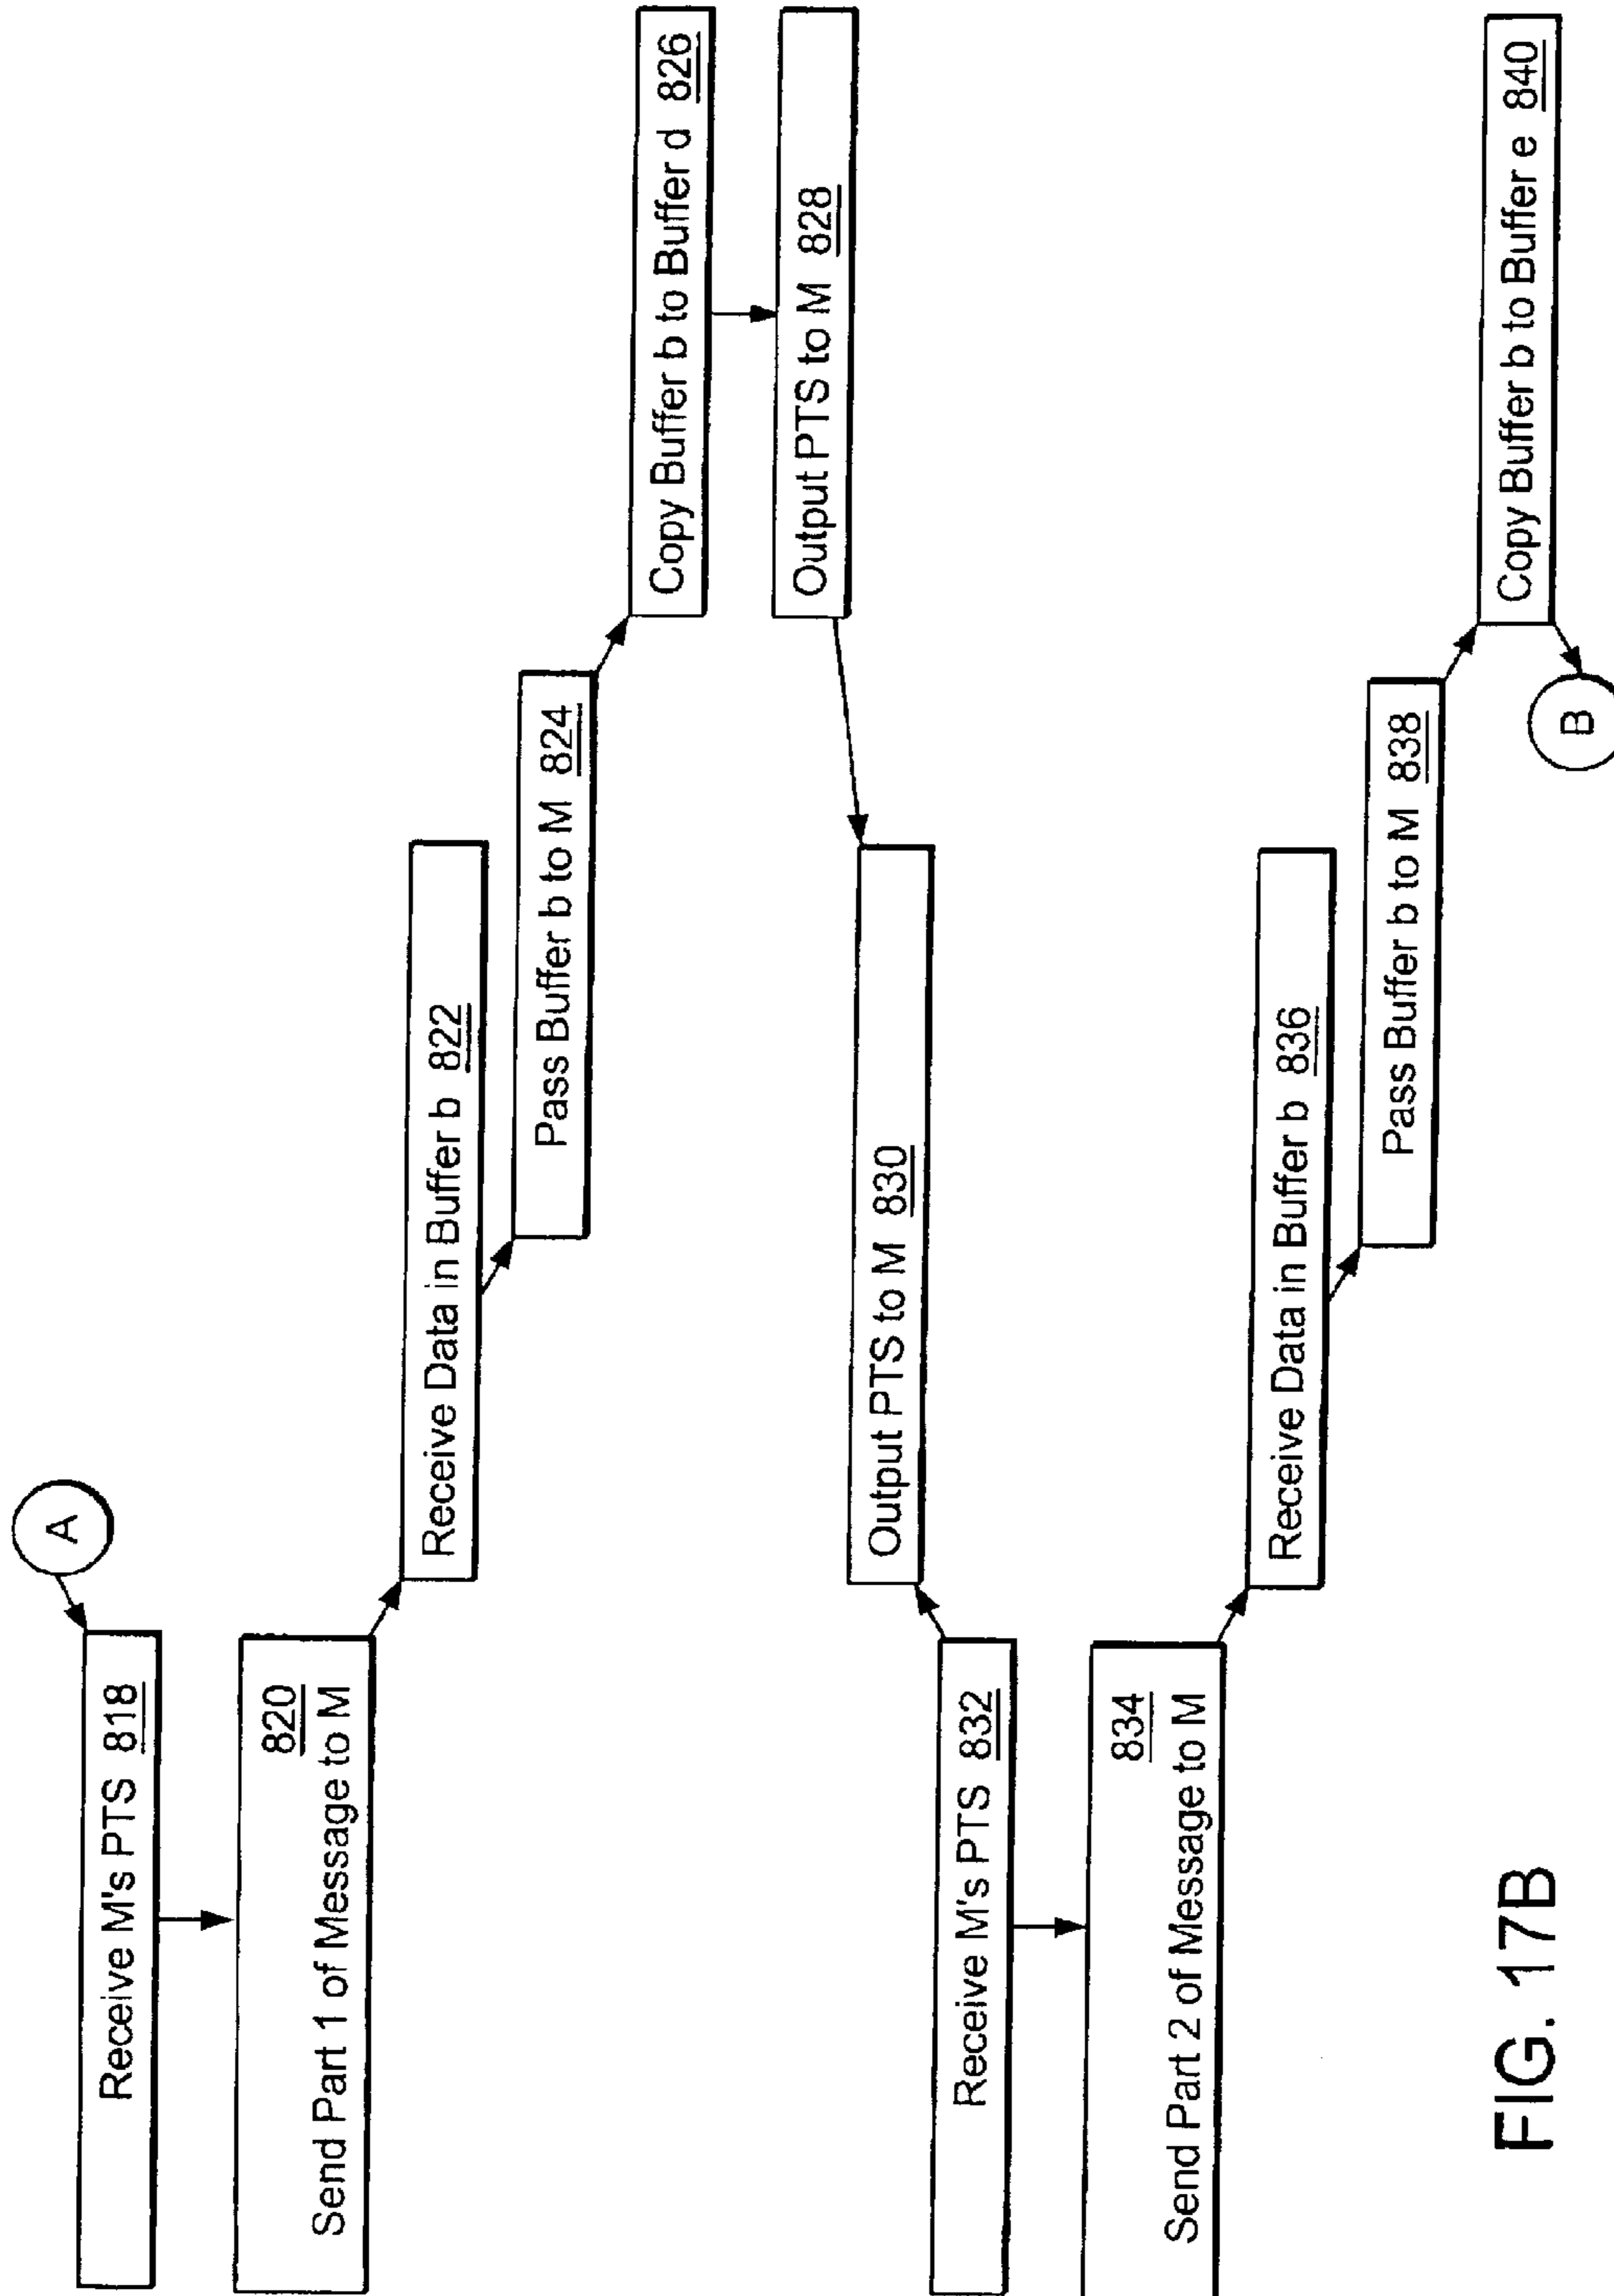 A
Receive M's PTS 818
820
Send Part 1 of Message to M
Receive Data in Buffer b 822
Pass Buffer b to M 824
Copy Buffer b to Buffer d 826
Output PTS to M 828
Output PTS to M 830
Receive M's PTS 832
834
Send Part 2 of Message to M
Receive Data in Buffer b 836
Pass Buffer b to M 838
Copy Buffer b to Buffer e 840
B
FIG. 17B